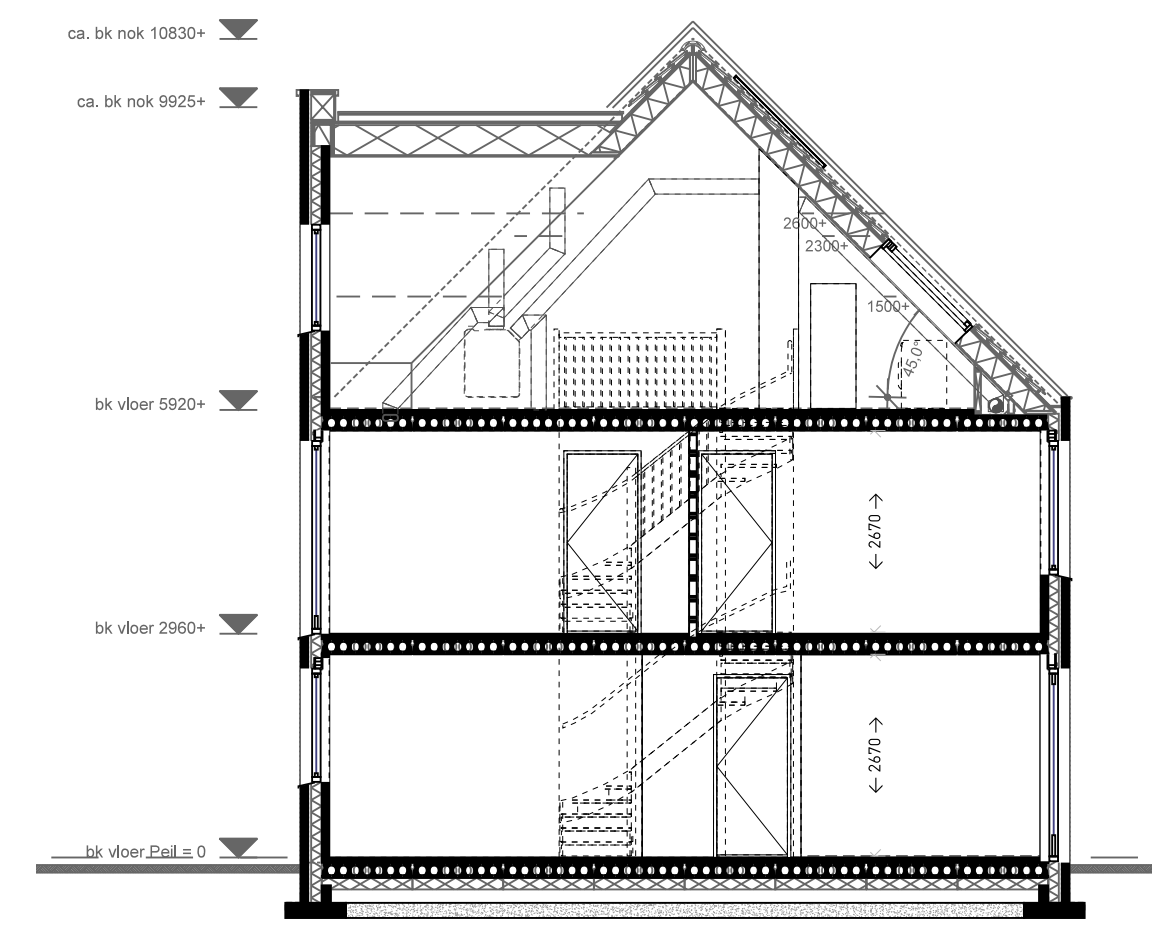 ca. bk nok 10830+
ca. bk nok 9925+
2600+
2300+
1500+
45,0°
bk vloer 5920+
2670
bk vloer 2960+
2670
bk vloer Peil = 0